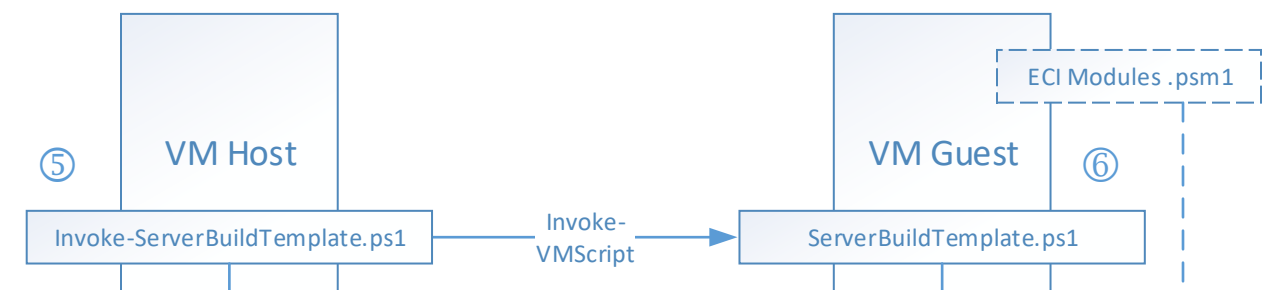 ECI Modules .psm1
VM Host
VM Guest
⑤
⑥
Invoke-ServerBuildTemplate.ps1
Invoke-
VMScript
ServerBuildTemplate.ps1